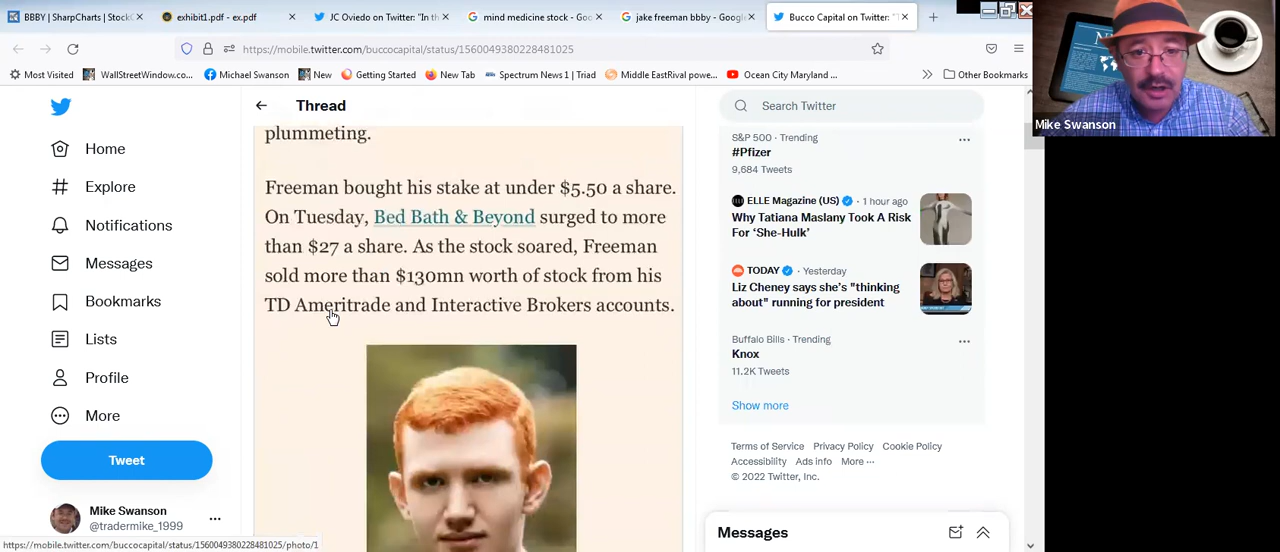 BBBY | SharpCharts | StockC
exhibit1.pdf - ex.pdf
JC Oviedo on Twitter: "In th
mind medicine stock - Goo
jake freeman bbby - Google
Bucco Capital on Twitter: "T
https://mobile.twitter.com/buccocapital/status/1560049380228481025
Most Visited
WallStreetWindow.co...
Michael Swanson
New
Getting Started
New Tab
Spectrum News 1 | Triad
Middle EastRival powe...
Ocean City Maryland ...
Other Bookmarks
Mike Swanson
Home
Explore
Notifications
Messages
Bookmarks
Lists
Profile
More
Tweet
Mike Swanson
@tradermike_1999
https://mobile.twitter.com/buccocapital/status/1560049380228481025/photo/1
Thread
plummeting.
Freeman bought his stake at under $5.50 a share.
On Tuesday, Bed Bath & Beyond surged to more
than $27 a share. As the stock soared, Freeman
sold more than $130mn worth of stock from his
TD Ameritrade and Interactive Brokers accounts.
Search Twitter
S&P 500 · Trending
#Pfizer
9,684 Tweets
ELLE Magazine (US) · 1 hour ago
Why Tatiana Maslany Took A Risk
For ‘She-Hulk’
TODAY · Yesterday
Liz Cheney says she’s "thinking
about" running for president
Buffalo Bills · Trending
Knox
11.2K Tweets
Show more
Terms of Service Privacy Policy Cookie Policy
Accessibility Ads info More ···
© 2022 Twitter, Inc.
Messages